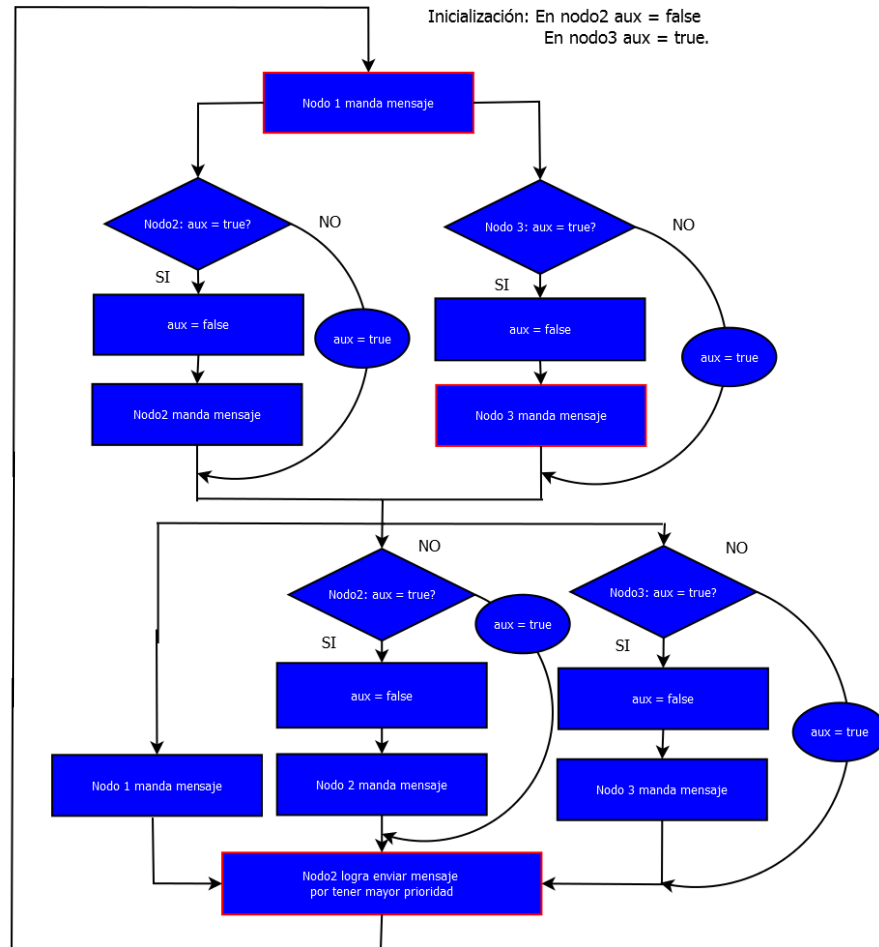 Inicialización: En nodo2 aux = false
En nodo3 aux = true.
Nodo 1 manda mensaje
Nodo2: aux = true?
NO
Nodo 3: aux = true?
NO
SI
SI
aux = false
aux = true
aux = false
aux = true
Nodo2 manda mensaje
Nodo 3 manda mensaje
NO
NO
Nodo2: aux = true?
aux = true
Nodo3: aux = true?
SI
SI
aux = false
aux = false
aux = true
Nodo 1 manda mensaje
Nodo 2 manda mensaje
Nodo 3 manda mensaje
Nodo2 logra enviar mensaje
por tener mayor prioridad